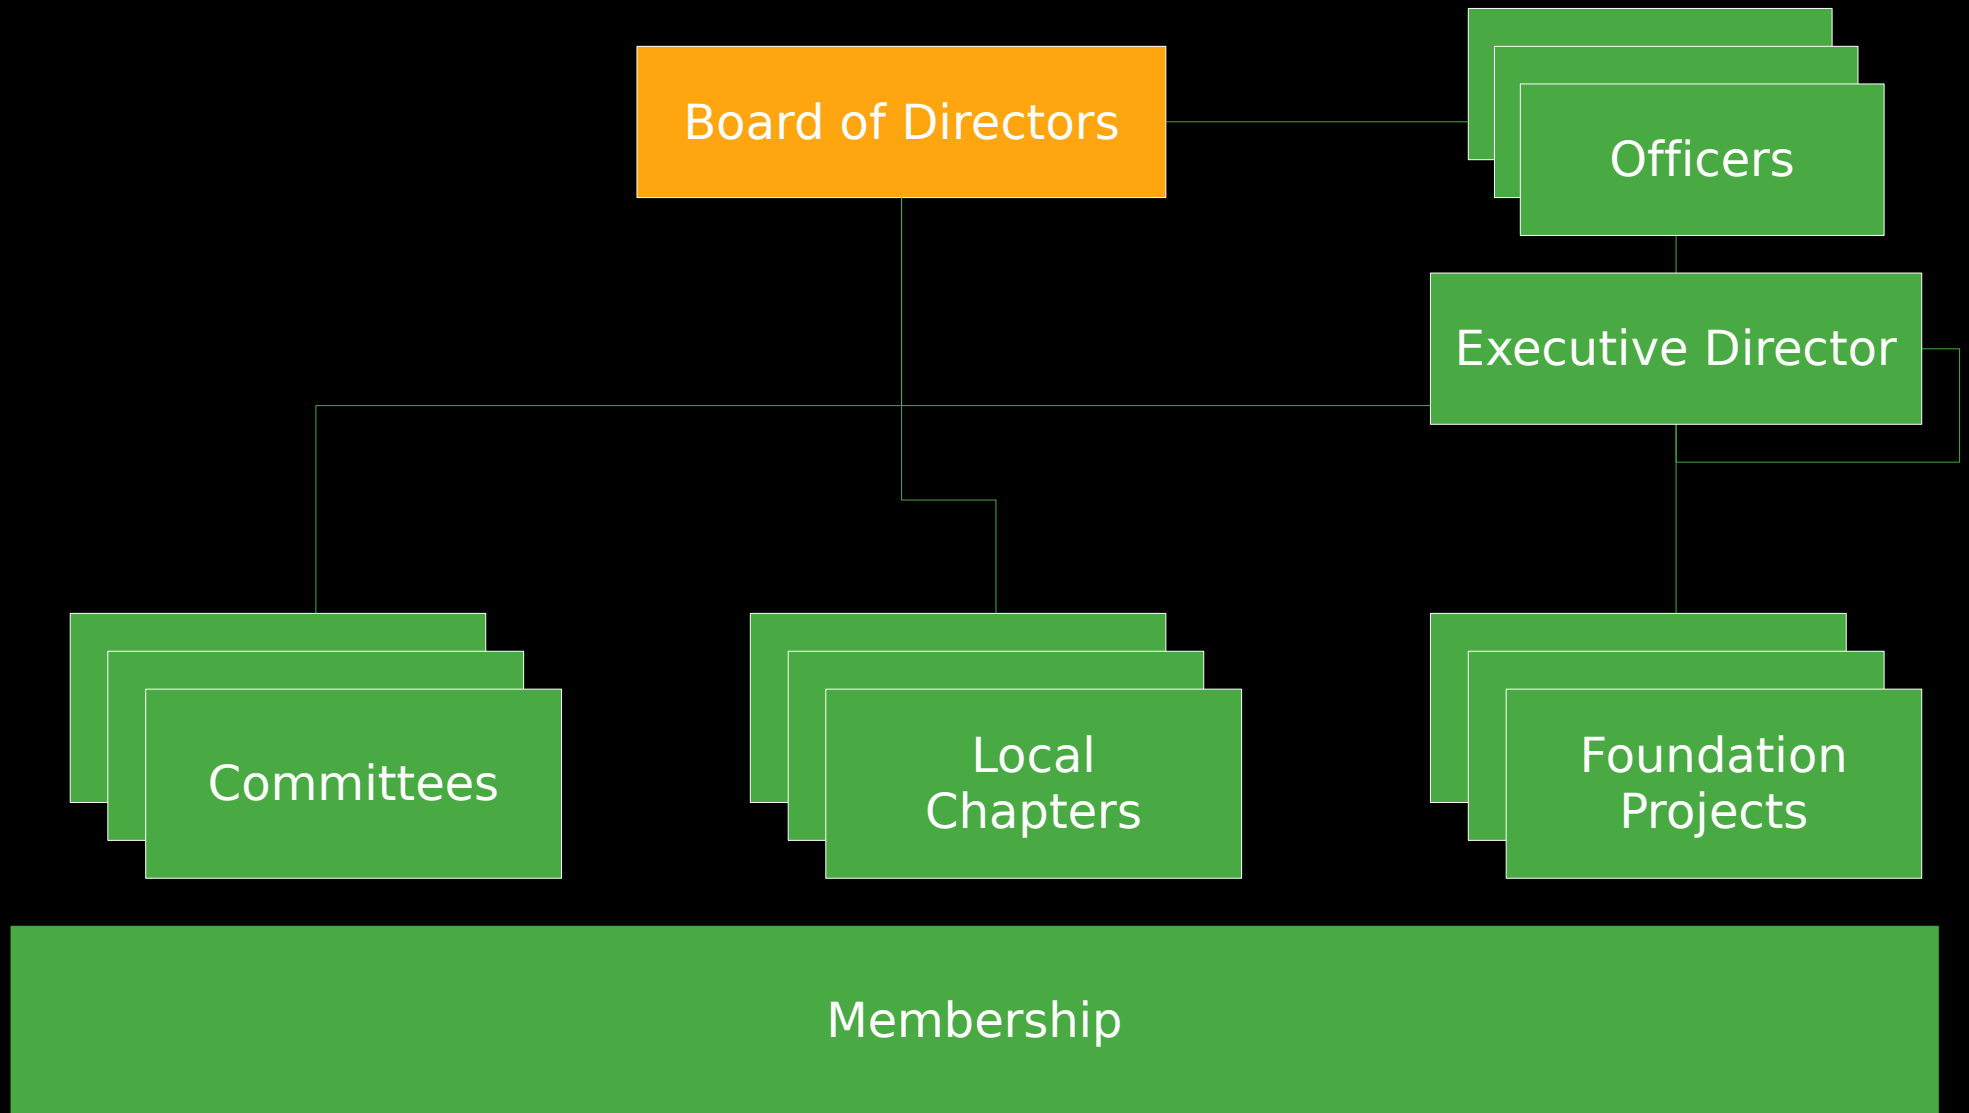 Board of Directors
Officers
Executive Director
Committees
Local
Chapters
Foundation
Projects
Membership